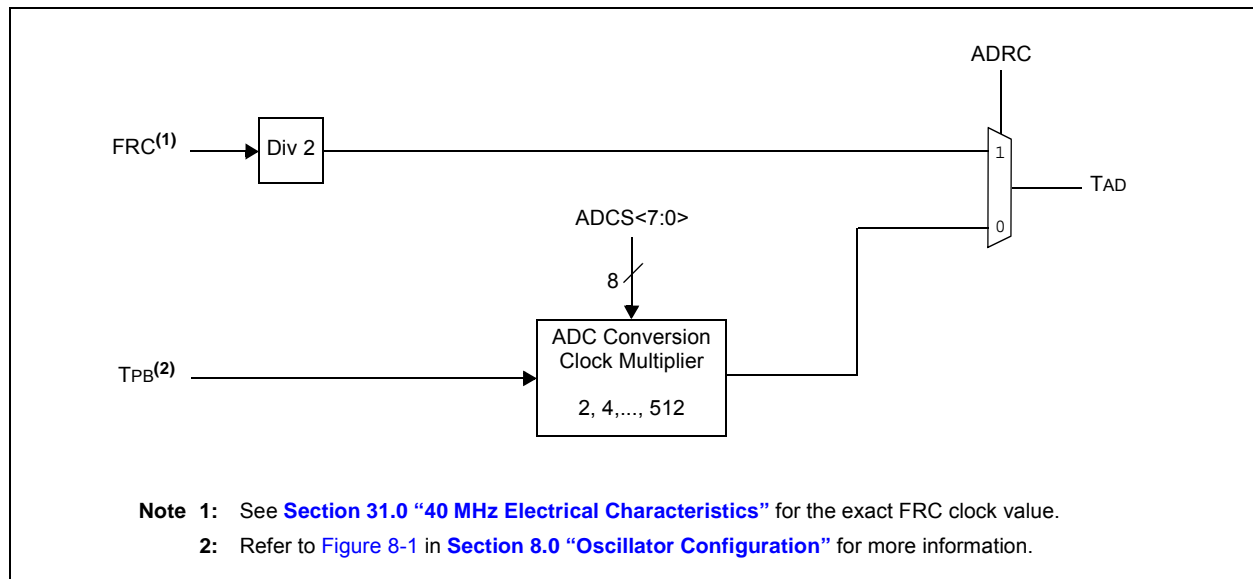 ADRC
FRC(1)
Div 2
1
TAD
ADCS<7:0>
0
8
ADC Conversion
Clock Multiplier
TPB(2)
2, 4,..., 512
Note 1: See Section 31.0 “40 MHz Electrical Characteristics” for the exact FRC clock value.
2: Refer to Figure 8-1 in Section 8.0 “Oscillator Configuration” for more information.